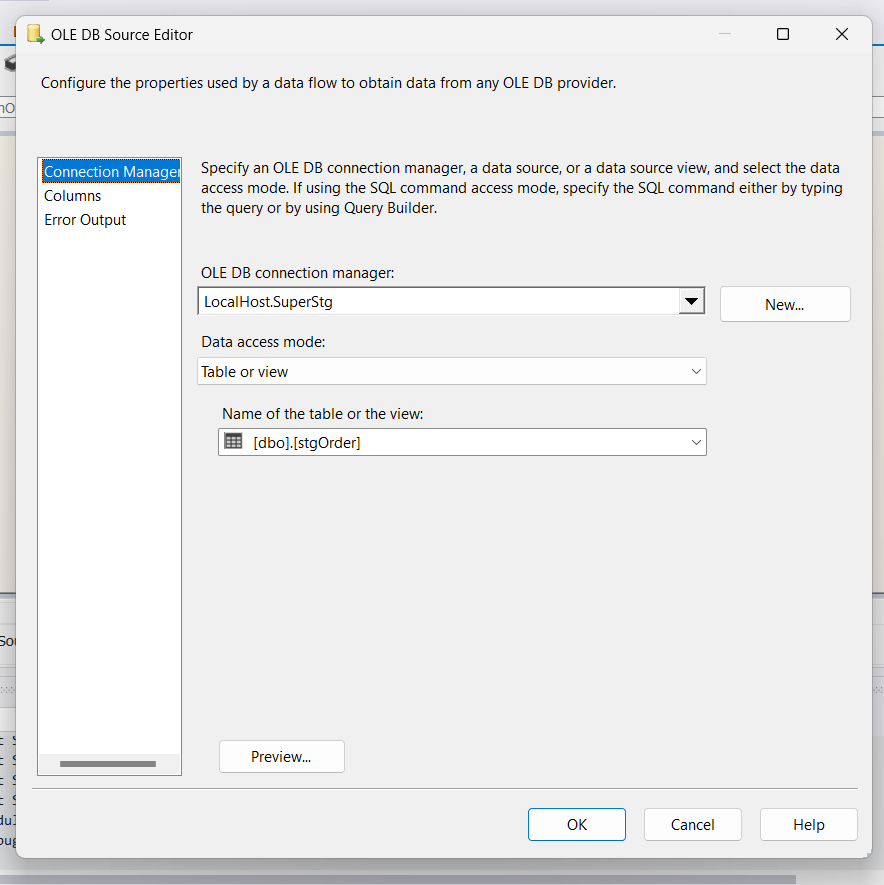 OLE DB Source Editor
Configure the properties used by a data flow to obtain data from any OLE DB provider.
Connection Manager
Columns
Error Output
Specify an OLE DB connection manager, a data source, or a data source view, and select the data
access mode. If using the SQL command access mode, specify the SQL command either by typing
the query or by using Query Builder.
OLE DB connection manager:
LocalHost.SuperStg
New...
Data access mode:
Table or view
Name of the table or the view:
[dbo].[stgOrder]
Preview...
OK
Cancel
Help